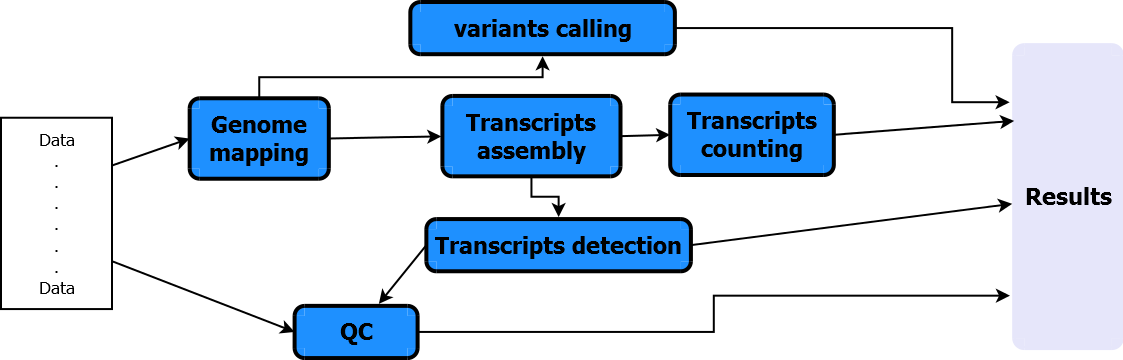 variants calling
Data
.
.
.
.
.
.
Data
Genome
mapping
Transcripts
assembly
Transcripts
counting
Transcripts detection
QC
Results